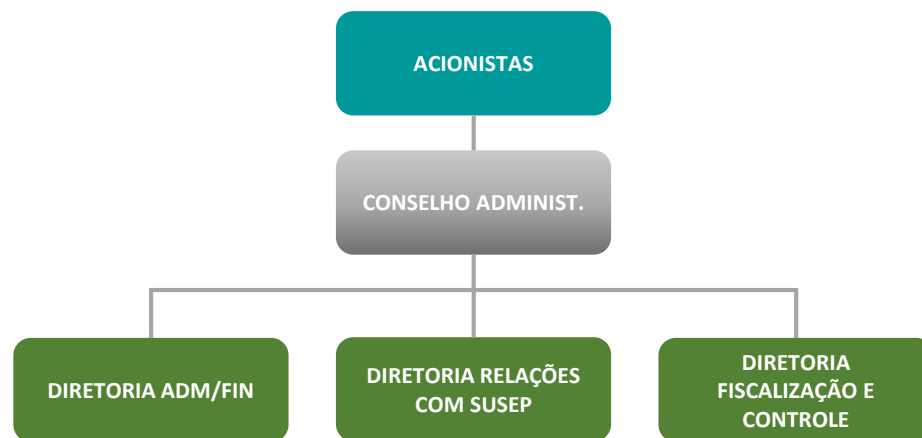 ACIONISTAS
CONSELHO ADMINIST.
DIRETORIA ADM/FIN
DIRETORIA RELAÇÕES
COM SUSEP
DIRETORIA
FISCALIZAÇÃO E
CONTROLE